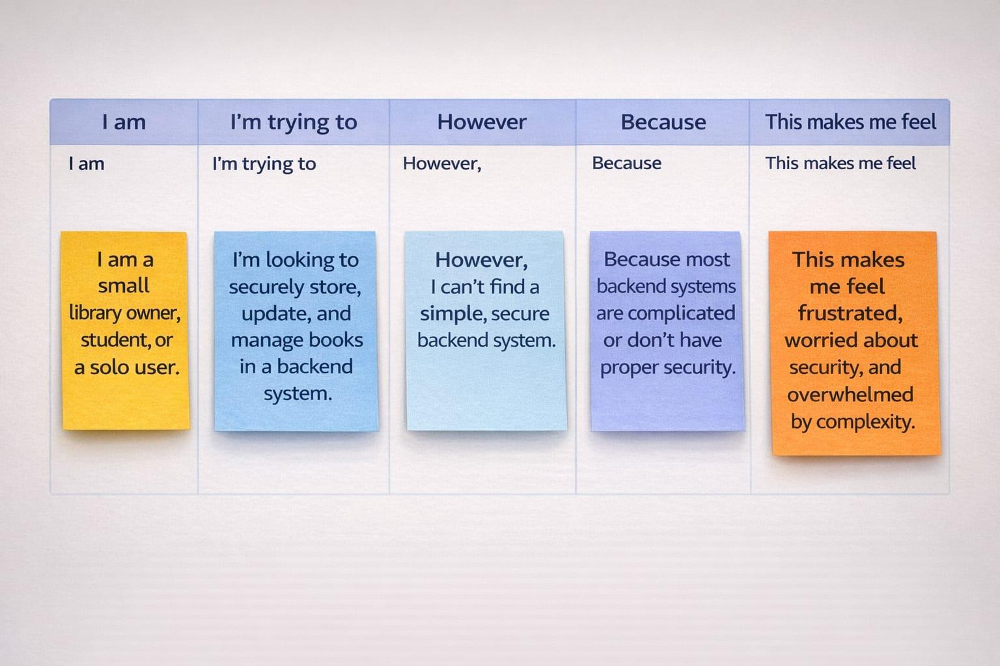 I am
I'm trying to
However
Because
This makes me feel
I am
I'm trying to
However,
Because
This makes me feel
I am a
small
library owner,
student, or
a solo user.
I'm looking to
securely store,
update, and
manage books
in a backend
system.
However,
I can't find a
simple, secure
backend system.
Because most
backend systems
are complicated
or don't have
proper security.
This makes
me feel
frustrated,
worried about
security, and
overwhelmed
by complexity.